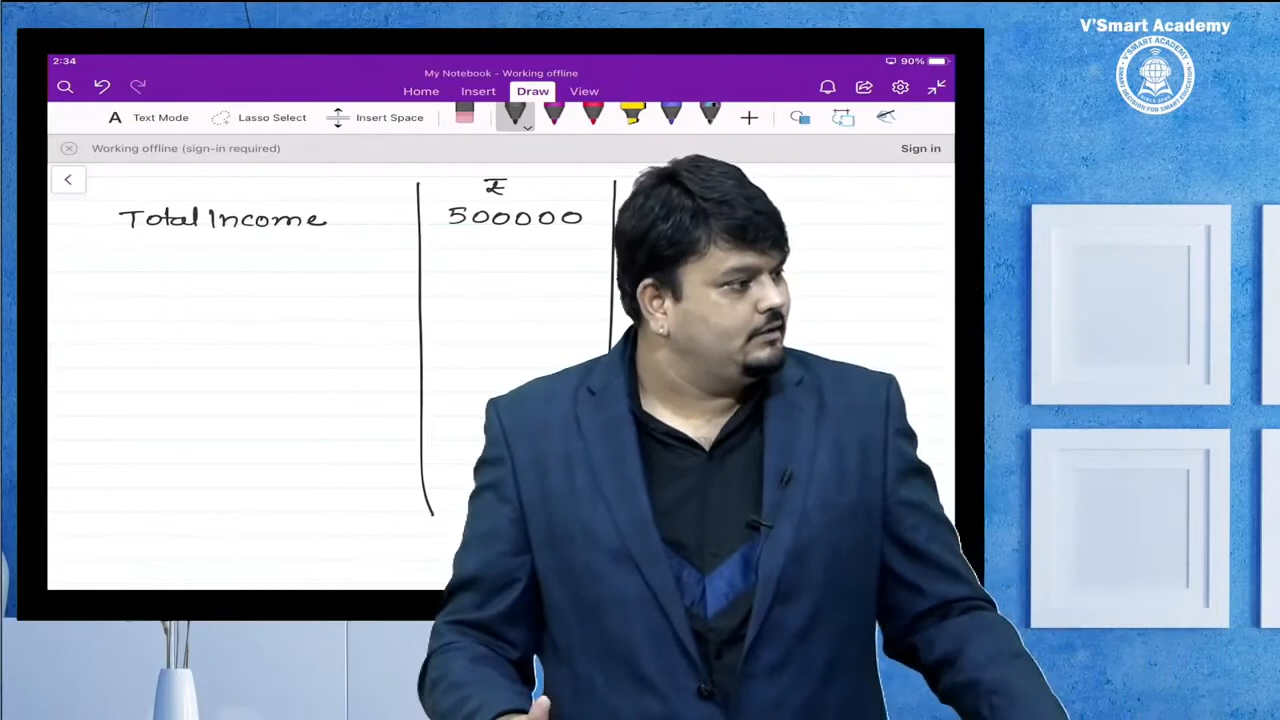 V'Smart Academy
2:34
90%
My Notebook - Working offline
Home Insert Draw View
Text Mode Lasso Select Insert Space
Working offline (sign-in required) Sign in
₹
Total Income 500000